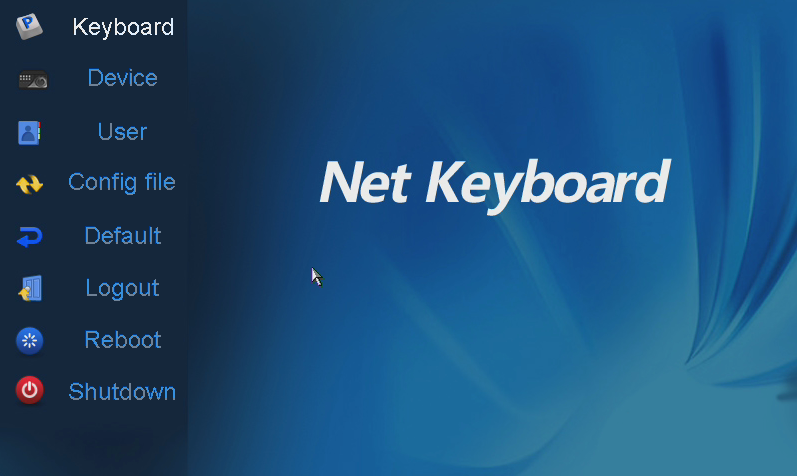 Keyboard
Device
User
Config file
Default
Logout
Reboot
Shutdown
Net Keyboard